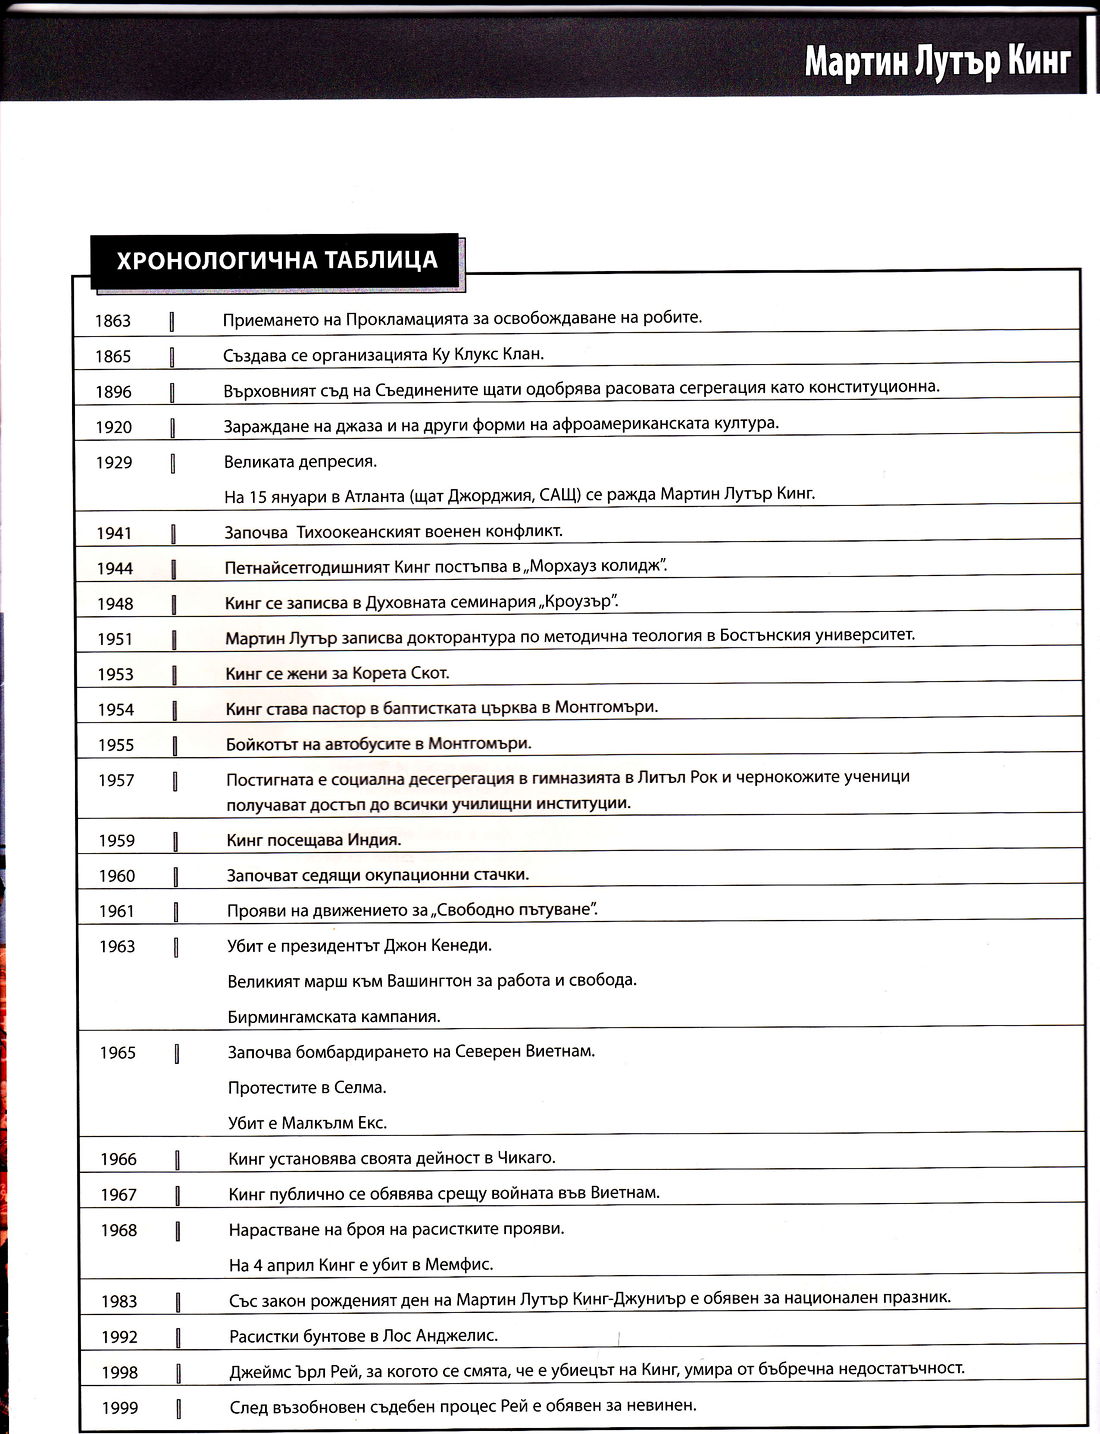 Мартин Лутър Кинг
ХРОНОЛОГИЧНА ТАБЛИЦА
1863 Приемането на Прокламацията за освобождаване на робите.
1865 Създава се организацията Ку Клукс Клан.
1896 Върховният съд на Съединените щати одобрява расовата сегрегация като конституционна.
1920 Зараждане на джаза и на други форми на афроамериканската култура.
1929 Великата депресия.
На 15 януари в Атланта (щат Джорджия, САЩ) се ражда Мартин Лутър Кинг.
1941 Започва Тихоокеанският военен конфликт.
1944 Петнайсетгодишният Кинг постъпва в „Морхауз колидж”.
1948 Кинг се записва в Духовната семинария „Кроузър”.
1951 Мартин Лутър записва докторантура по методична теология в Бостънския университет.
1953 Кинг се жени за Корета Скот.
1954 Кинг става пастор в баптистката църква в Монтгомъри.
1955 Бойкотът на автобусите в Монтгомъри.
1957 Постигната е социална десегрегация в гимназията в Литъл Рок и чернокожите ученици
получават достъп до всички училищни институции.
1959 Кинг посещава Индия.
1960 Започват седящи окупационни стачки.
1961 Прояви на движението за „Свободно пътуване”.
1963 Убит е президентът Джон Кенеди.
Великият марш към Вашингтон за работа и свобода.
Бирмингамската кампания.
1965 Започва бомбардирането на Северен Виетнам.
Протестите в Селма.
Убит е Малкълм Екс.
1966 Кинг установява своята дейност в Чикаго.
1967 Кинг публично се обявява срещу войната във Виетнам.
1968 Нарастване на броя на расистките прояви.
На 4 април Кинг е убит в Мемфис.
1983 Със закон рожденият ден на Мартин Лутър Кинг-Джуниър е обявен за национален празник.
1992 Расистки бунтове в Лос Анджелис.
1998 Джеймс Ърл Рей, за когото се смята, че е убиецът на Кинг, умира от бъбречна недостатъчност.
1999 След възобновен съдебен процес Рей е обявен за невинен.